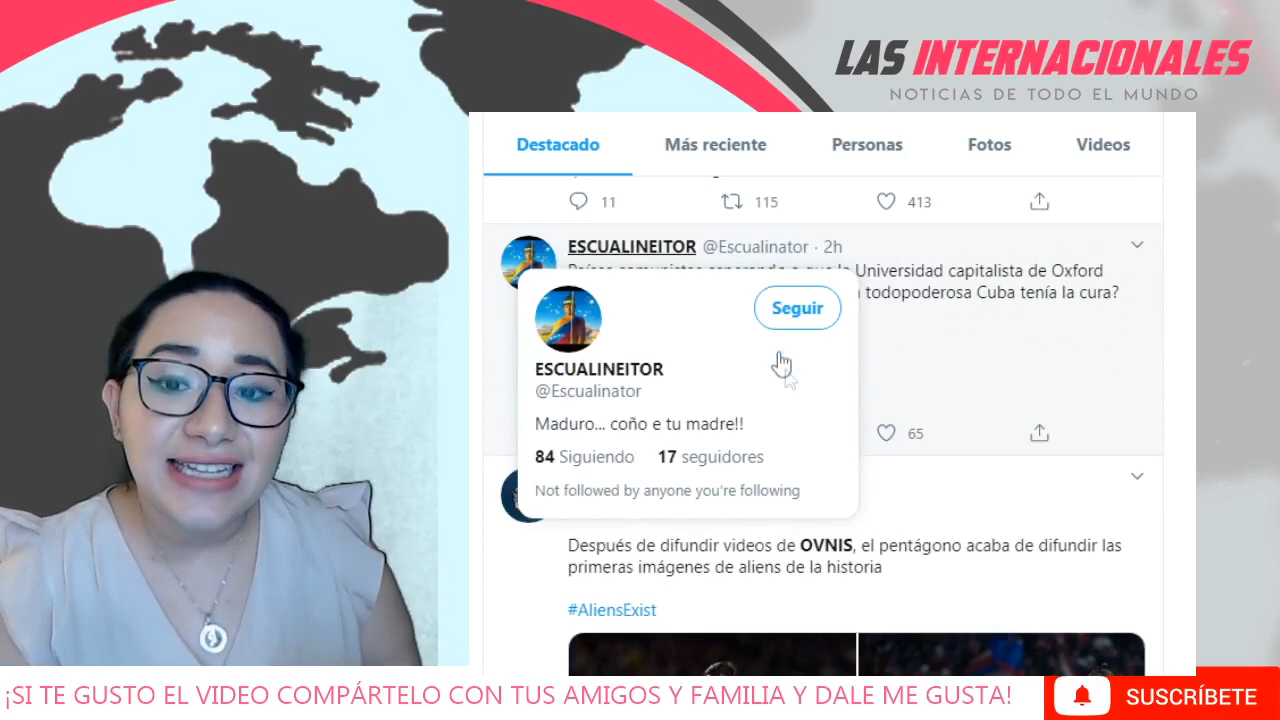 LAS INTERNACIONALES
NOTICIAS DE TODO EL MUNDO
Destacado Más reciente Personas Fotos Videos
11 115 413
ESCUALINEITOR @Escualinator · 2h
Universidad capitalista de Oxford
todopoderosa Cuba tenía la cura?
Seguir
ESCUALINEITOR
@Escualinator
Maduro... coño e tu madre!!
65
84 Siguiendo 17 seguidores
Not followed by anyone you're following
Después de difundir videos de OVNIS, el pentágono acaba de difundir las
primeras imágenes de aliens de la historia
#AliensExist
¡SI TE GUSTO EL VIDEO COMPÁRTELO CON TUS AMIGOS Y FAMILIA Y DALE ME GUSTA!
SUSCRÍBETE